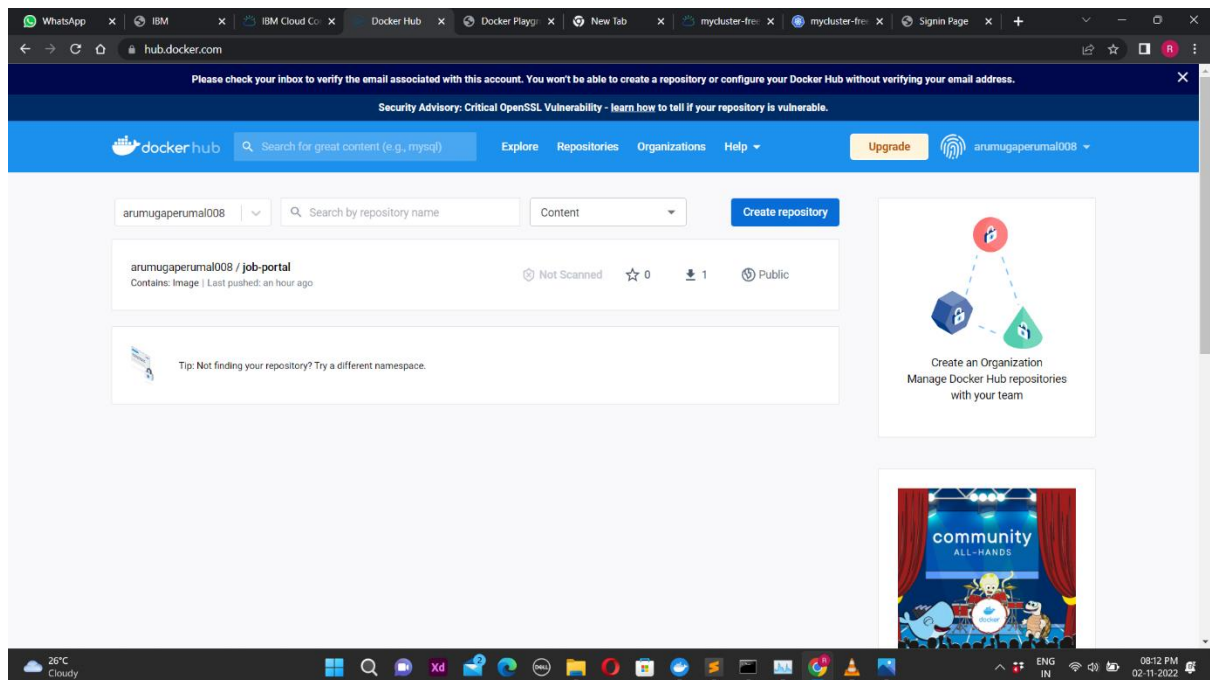 WhatsApp
IBM
IBM Cloud Co
Docker Hub
Docker Playgr
New Tab
mycluster-free
mycluster-free
Signin Page
hub.docker.com
R
Please check your inbox to verify the email associated with this account. You won't be able to create a repository or configure your Docker Hub without verifying your email address.
Security Advisory: Critical OpenSSL Vulnerability - learn how to tell if your repository is vulnerable.
dockerhub
Search for great content (e.g., mysql)
Explore
Repositories
Organizations
Help
Upgrade
arumugaperumal008
arumugaperumal008
Search by repository name
Content
Create repository
arumugaperumal008 / job-portal
Contains: Image | Last pushed: an hour ago
Not Scanned
0
1
Public
Tip: Not finding your repository? Try a different namespace.
Create an Organization
Manage Docker Hub repositories
with your team
community
ALL-HANDS
docker
26°C
Cloudy
Xd
2
DELL
ENG
IN
08:12 PM
02-11-2022